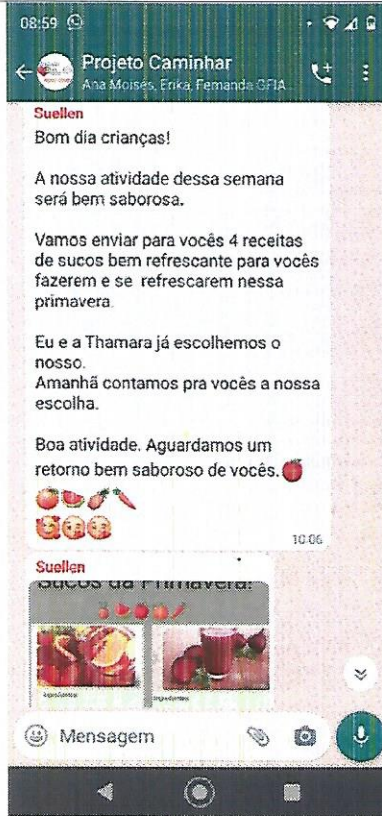 08:59
Projeto Caminhar
Ana Moisés, Erika, Fernanda GFIA...
Suellen
Bom dia crianças!
A nossa atividade dessa semana
será bem saborosa.
Vamos enviar para vocês 4 receitas
de sucos bem refrescante para vocês
fazerem e se refrescarem nessa
primavera.
Eu e a Thamara já escolhemos o
nosso.
Amanhã contamos pra vocês a nossa
escolha.
Boa atividade. Aguardamos um
retorno bem saboroso de vocês.
10:06
Suellen
Sucos da Primavera:
Ingredientes
Ingredientes
Mensagem